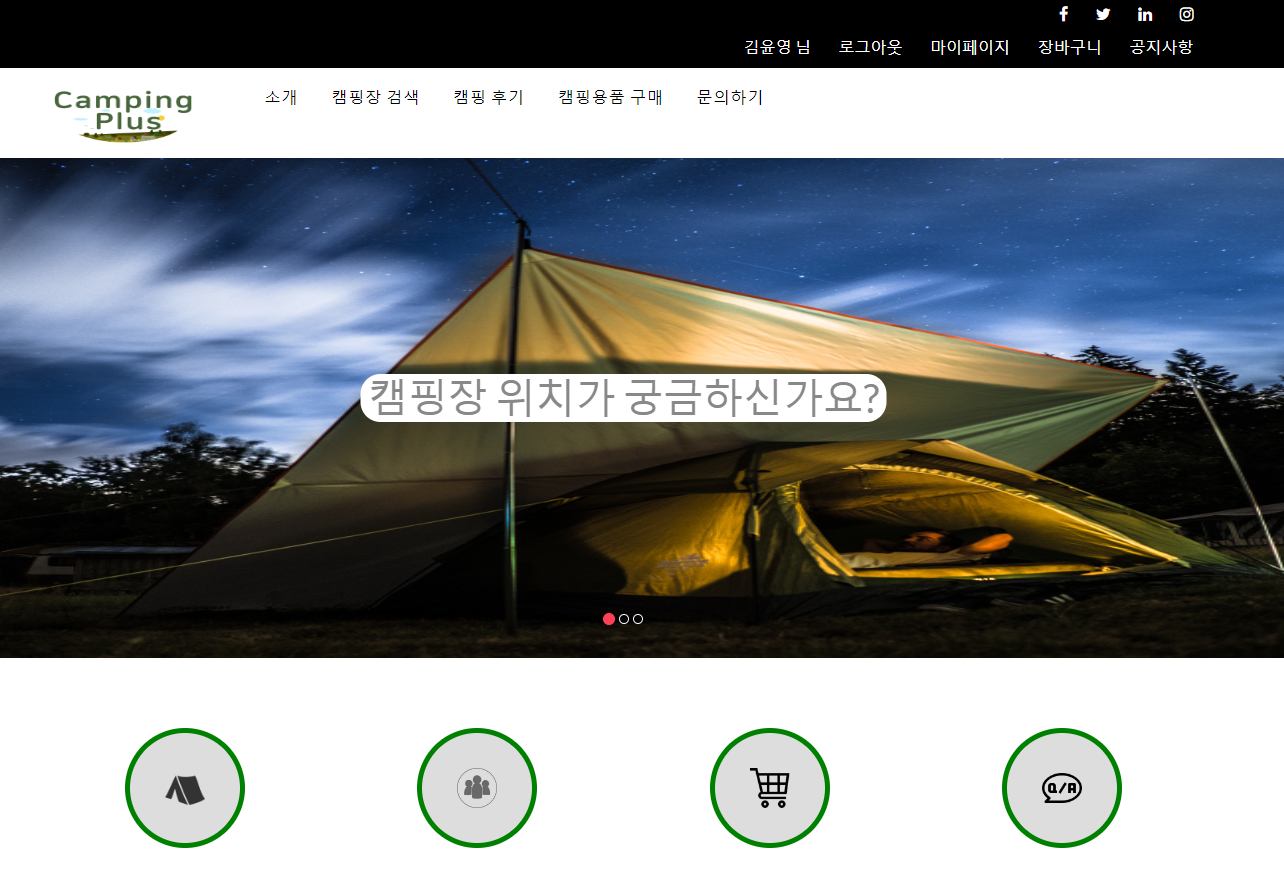 김윤영 님 로그아웃 마이페이지 장바구니 공지사항
Camping
Plus
소개 캠핑장 검색 캠핑 후기 캠핑용품 구매 문의하기
캠핑장 위치가 궁금하신가요?
Q/A